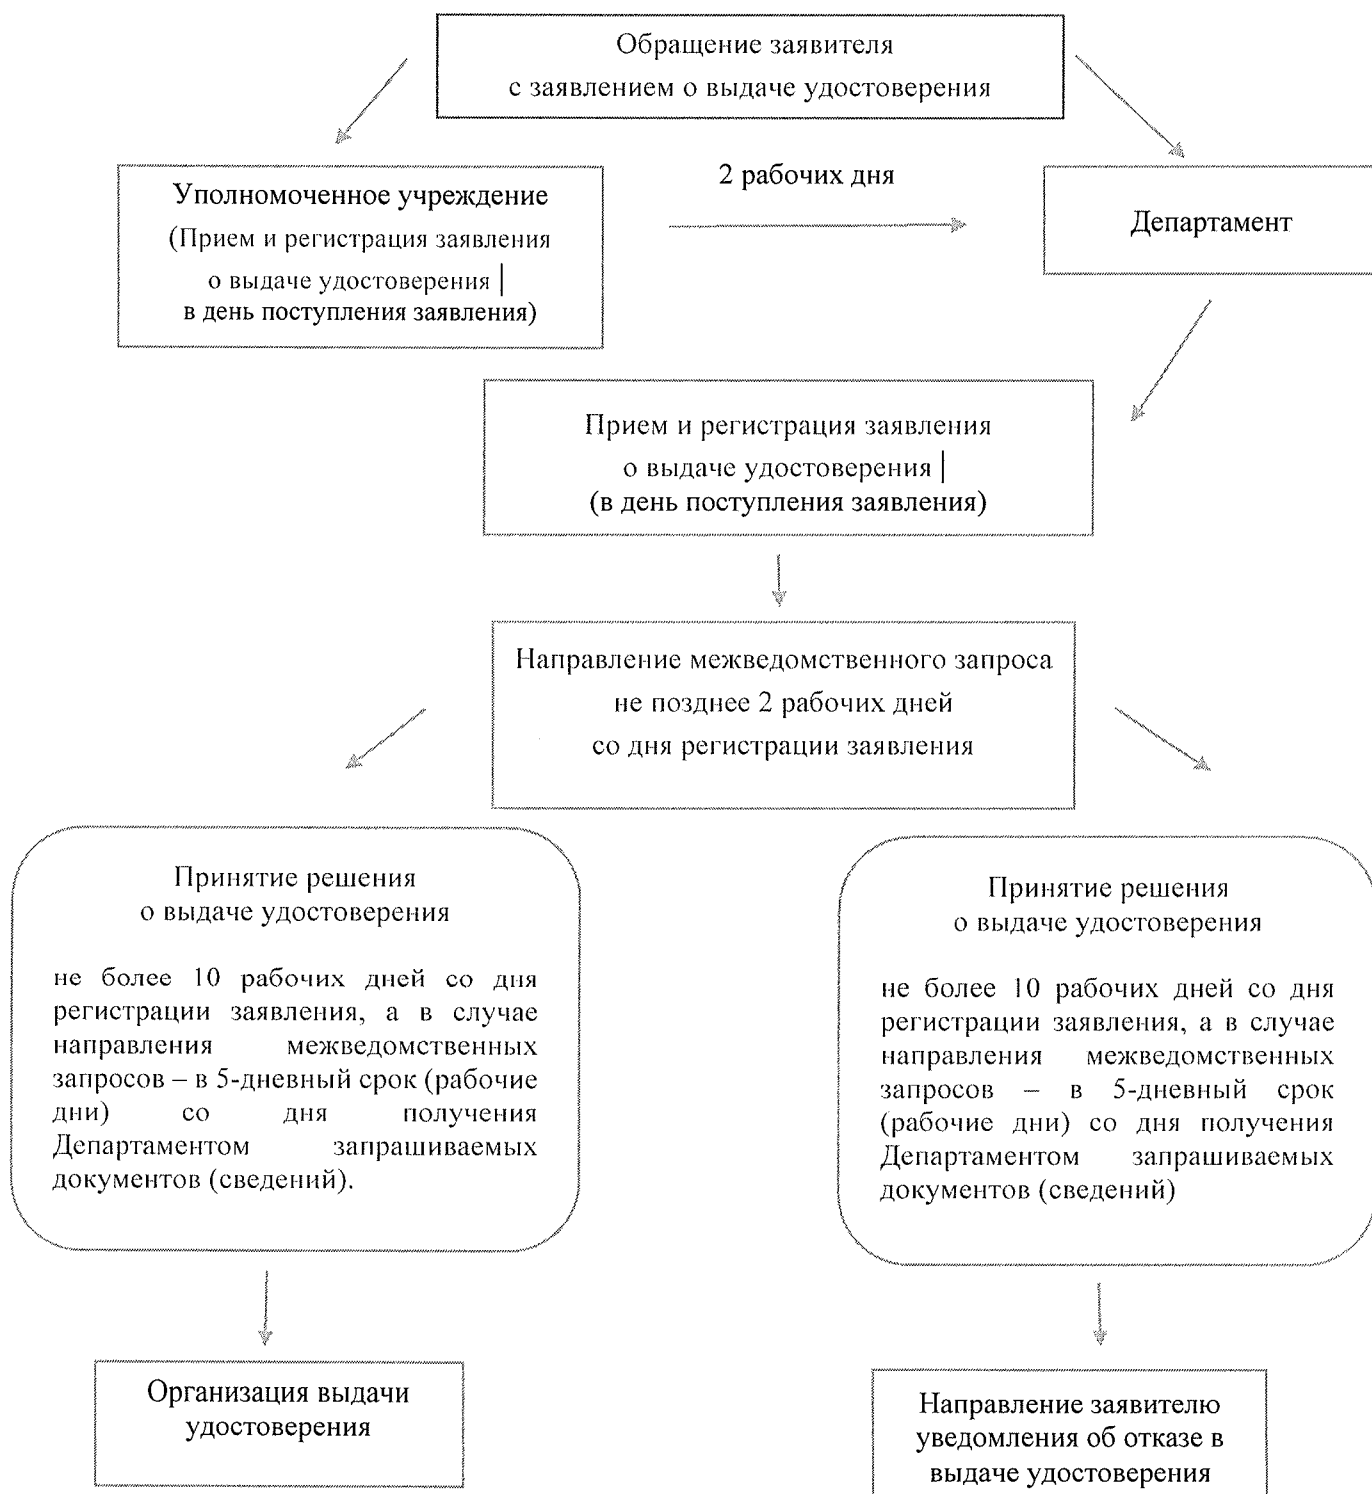 Обращение заявителя
с заявлением о выдаче удостоверения
Уполномоченное учреждение
(Прием и регистрация заявления
о выдаче удостоверения |
в день поступления заявления)
2 рабочих дня
Департамент
Прием и регистрация заявления
о выдаче удостоверения |
(в день поступления заявления)
Направление межведомственного запроса
не позднее 2 рабочих дней
со дня регистрации заявления
Принятие решения
о выдаче удостоверения
не более 10 рабочих дней со дня
регистрации заявления, а в случае
направления межведомственных
запросов – в 5-дневный срок (рабочие
дни) со дня получения
Департаментом запрашиваемых
документов (сведений).
Принятие решения
о выдаче удостоверения
не более 10 рабочих дней со дня
регистрации заявления, а в случае
направления межведомственных
запросов – в 5-дневный срок
(рабочие дни) со дня получения
Департаментом запрашиваемых
документов (сведений)
Организация выдачи
удостоверения
Направление заявителю
уведомления об отказе в
выдаче удостоверения